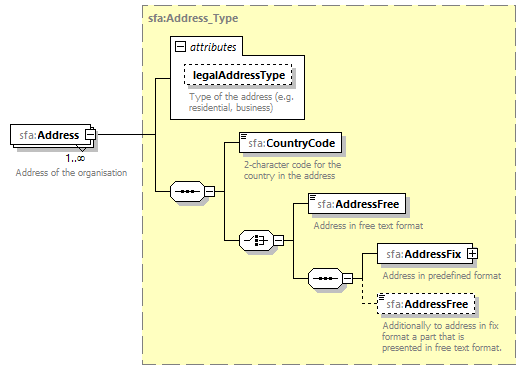 sfa:Address_Type
attributes
legalAddressType
Type of the address (e.g.
residential, business)
sfa:Address
1..∞
Address of the organisation
sfa:CountryCode
2-character code for the
country in the address
sfa:AddressFree
Address in free text format
sfa:AddressFix
Address in predefined format
sfa:AddressFree
Additionally to address in fix
format a part that is
presented in free text format.